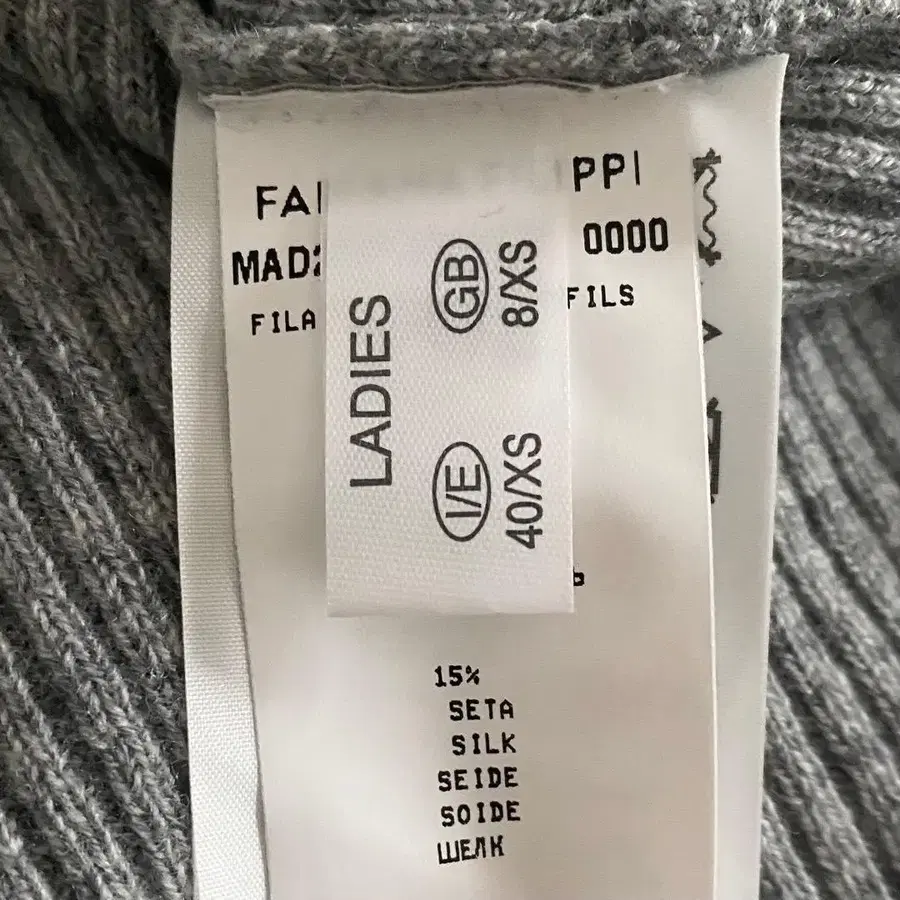 FA PPI
MAD 0000
FILA FILS
LADIES
GB
8/XS
I/E
40/XS
15%
SETA
SILK
SEIDE
SOIDE
ШЕЛК